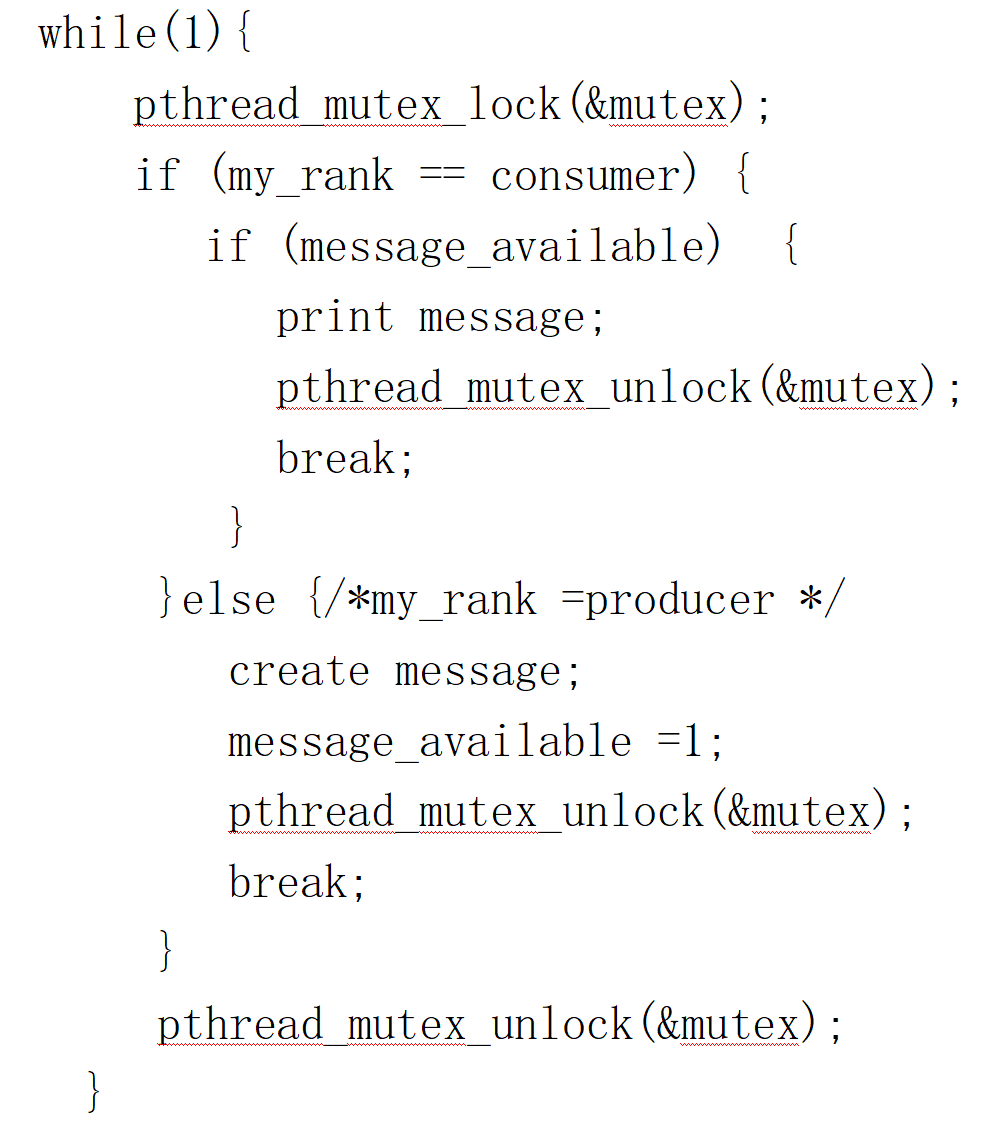 while(1){
pthread_mutex_lock(&mutex);
if (my_rank == consumer) {
if (message_available) {
print message;
pthread_mutex_unlock(&mutex);
break;
}
}else {/*my_rank =producer */
create message;
message_available =1;
pthread_mutex_unlock(&mutex);
break;
}
pthread_mutex_unlock(&mutex);
}